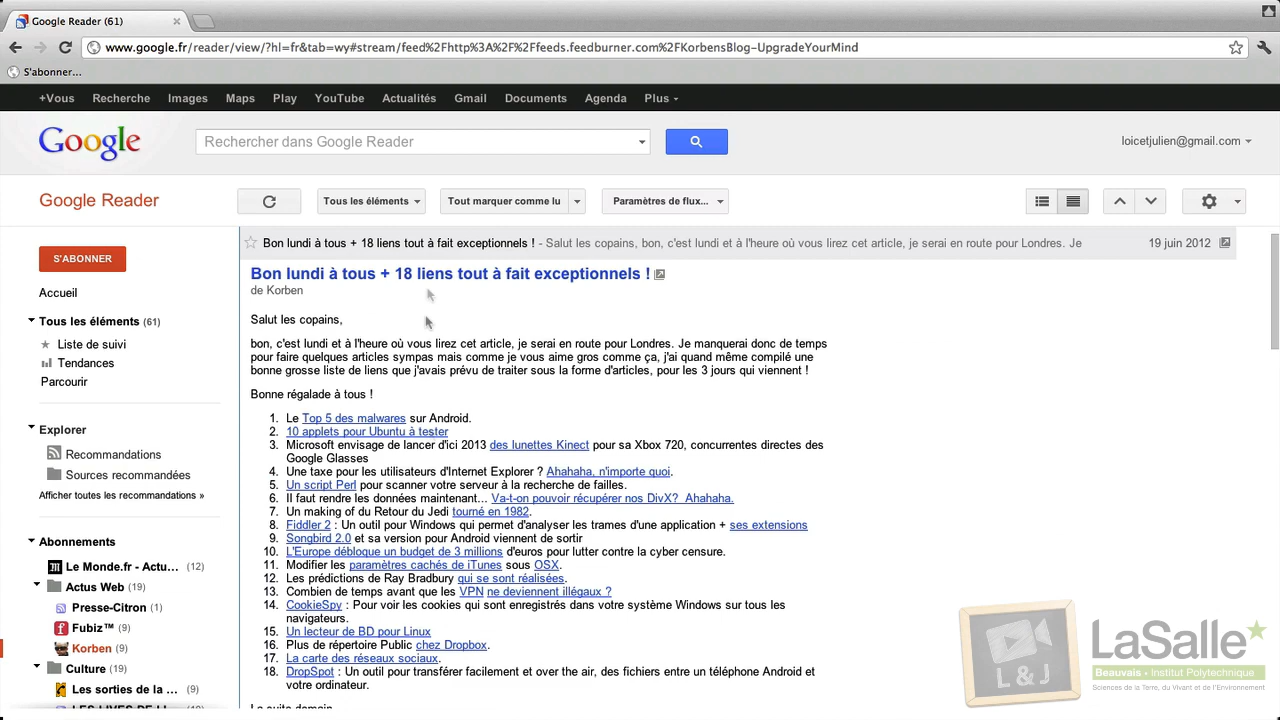 Google Reader (61)
www.google.fr/reader/view/?hl=fr&tab=wy#stream/feed%2Fhttp%3A%2F%2Ffeeds.feedburner.com%2FKorbensBlog-UpgradeYourMind
S'abonner...
+Vous Recherche Images Maps Play YouTube Actualités Gmail Documents Agenda Plus
Google Rechercher dans Google Reader loicetjulien@gmail.com
Google Reader Tous les éléments Tout marquer comme lu Paramètres de flux...
Bon lundi à tous + 18 liens tout à fait exceptionnels ! - Salut les copains, bon, c'est lundi et à l'heure où vous lirez cet article, je serai en route pour Londres. Je 19 juin 2012
S'ABONNER
Accueil
Tous les éléments (61)
Liste de suivi
Tendances
Parcourir
Explorer
Recommandations
Sources recommandées
Afficher toutes les recommandations »
Abonnements
Le Monde.fr - Actu... (12)
Actus Web (19)
Presse-Citron (1)
Fubiz™ (9)
Korben (9)
Culture (19)
Les sorties de la ... (9)
Bon lundi à tous + 18 liens tout à fait exceptionnels !
de Korben
Salut les copains,
bon, c'est lundi et à l'heure où vous lirez cet article, je serai en route pour Londres. Je manquerai donc de temps
pour faire quelques articles sympas mais comme je vous aime gros comme ça, j'ai quand même compilé une
bonne grosse liste de liens que j'avais prévu de traiter sous la forme d'articles, pour les 3 jours qui viennent !
Bonne régalade à tous !
1. Le Top 5 des malwares sur Android.
2. 10 applets pour Ubuntu à tester
3. Microsoft envisage de lancer d'ici 2013 des lunettes Kinect pour sa Xbox 720, concurrentes directes des
Google Glasses
4. Une taxe pour les utilisateurs d'Internet Explorer ? Ahahaha, n'importe quoi.
5. Un script Perl pour scanner votre serveur à la recherche de failles.
6. Il faut rendre les données maintenant... Va-t-on pouvoir récupérer nos DivX? Ahahaha.
7. Un making of du Retour du Jedi tourné en 1982.
8. Fiddler 2 : Un outil pour Windows qui permet d'analyser les trames d'une application + ses extensions
9. Songbird 2.0 et sa version pour Android viennent de sortir
10. L'Europe débloque un budget de 3 millions d'euros pour lutter contre la cyber censure.
11. Modifier les paramètres cachés de iTunes sous OSX.
12. Les prédictions de Ray Bradbury qui se sont réalisées.
13. Combien de temps avant que les VPN ne deviennent illégaux ?
14. CookieSpy : Pour voir les cookies qui sont enregistrés dans votre système Windows sur tous les
navigateurs.
15. Un lecteur de BD pour Linux
16. Plus de répertoire Public chez Dropbox.
17. La carte des réseaux sociaux.
18. DropSpot : Un outil pour transférer facilement et over the air, des fichiers entre un téléphone Android et
votre ordinateur.
La suite demain
L & J
LaSalle
Beauvais • Institut Polytechnique
Sciences de la Terre, du Vivant et de l'Environnement